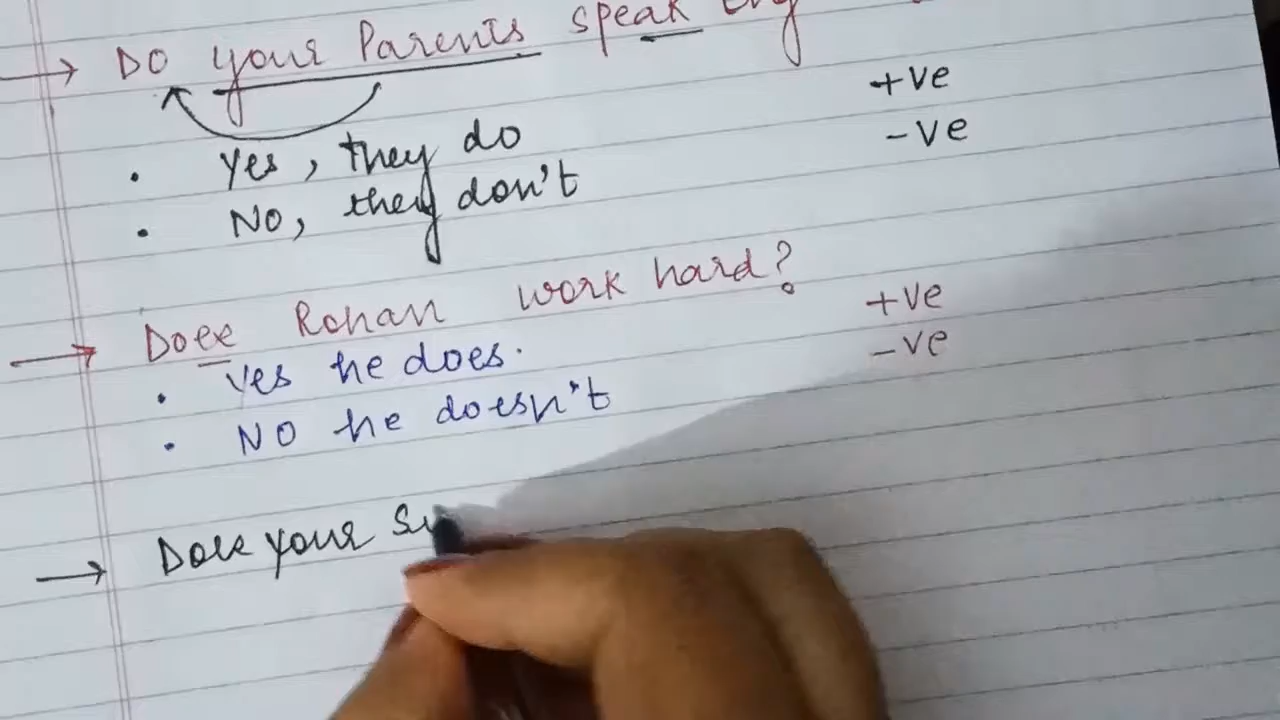 → DO your Parents speak
+ve
-ve
• Yes, they do
• NO, they don't
→ Does Rohan work hard?
+ve
-ve
• Yes he does.
• NO he doesn't
→ Does your